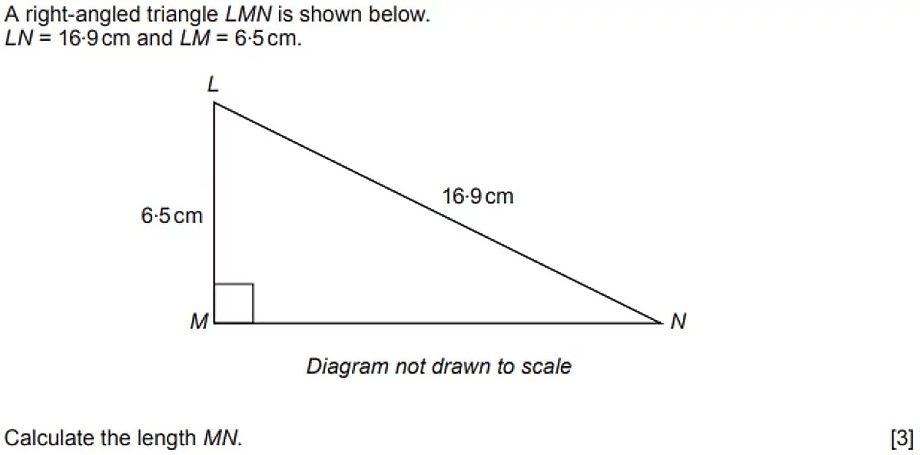 A right-angled triangle LMN is shown below.
LN = 16·9 cm and LM = 6·5 cm.
L
16·9 cm
6·5 cm
M
N
Diagram not drawn to scale
Calculate the length MN. [3]